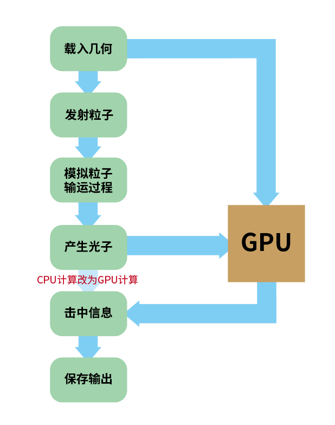 载入几何
发射粒子
模拟粒子
输运过程
产生光子
GPU
CPU计算改为GPU计算
击中信息
保存输出